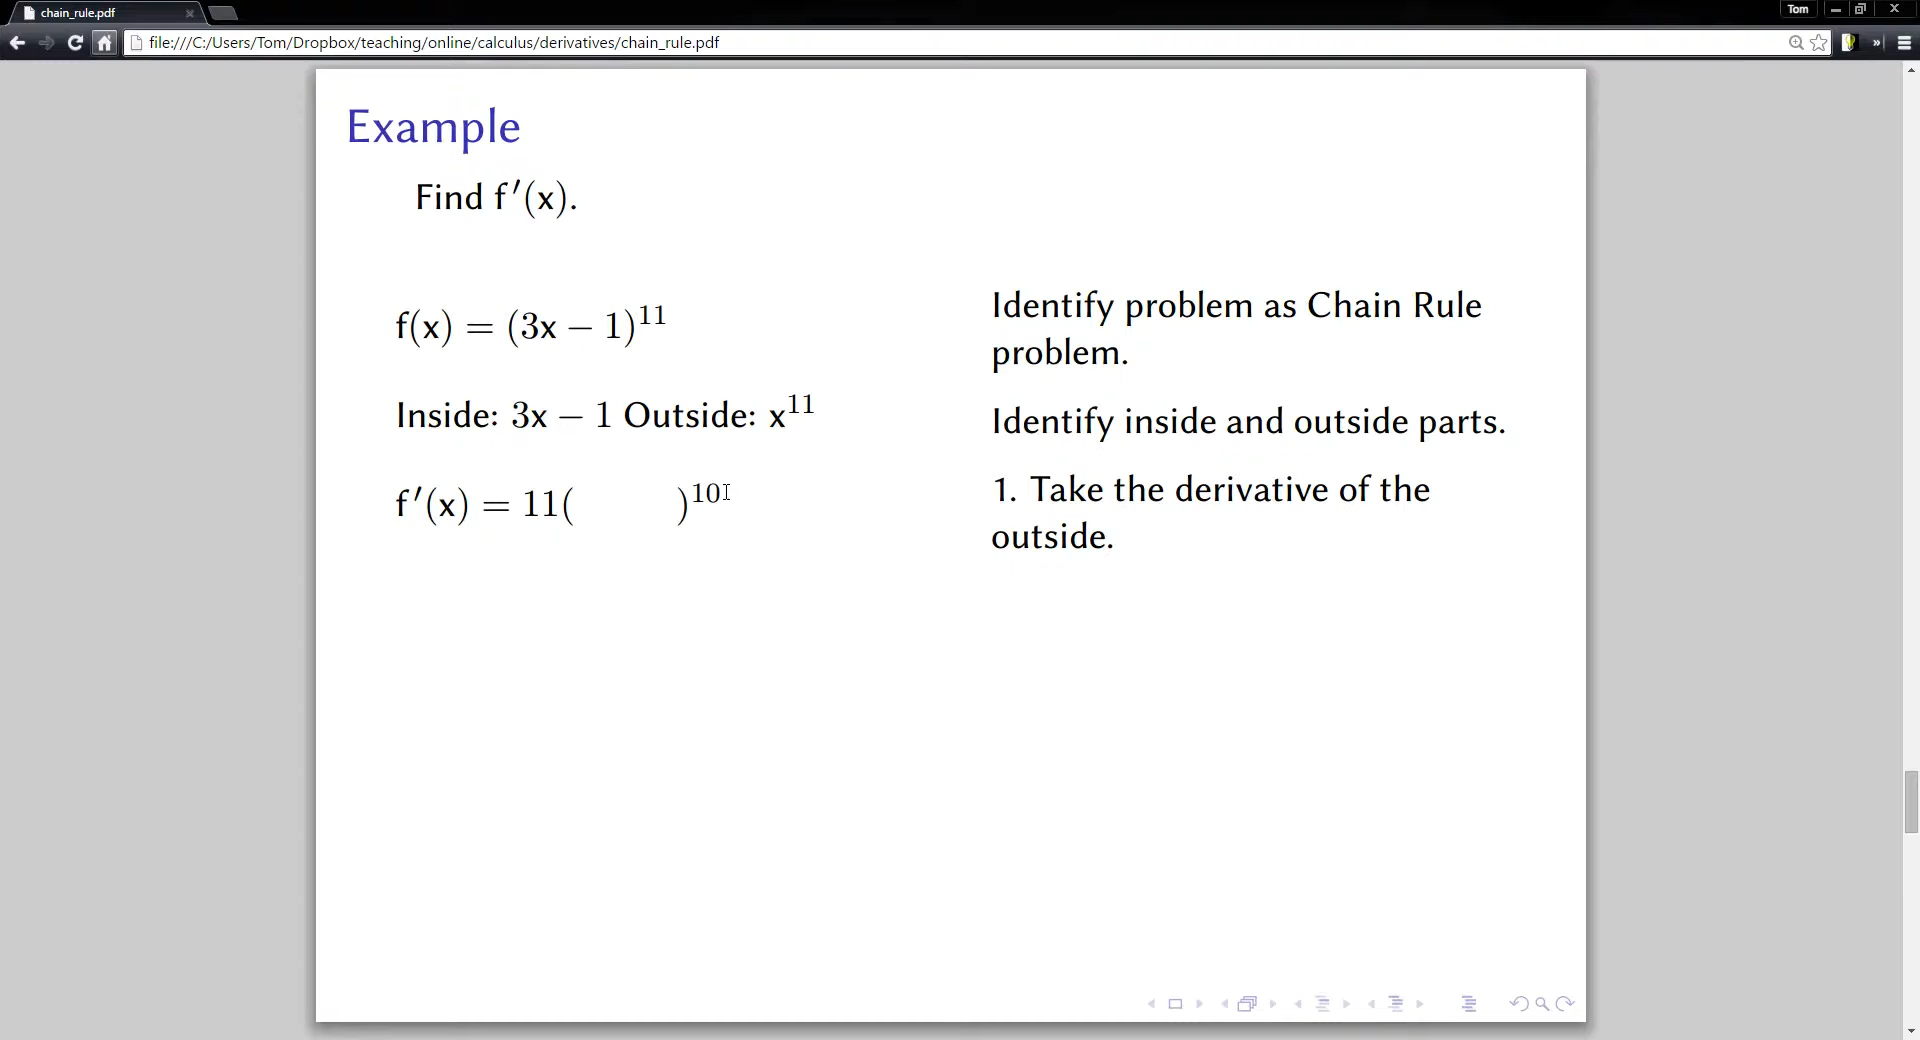 chain_rule.pdf
Tom
file:///C:/Users/Tom/Dropbox/teaching/online/calculus/derivatives/chain_rule.pdf
Example
Find f′(x).
f(x) = (3x − 1)¹¹
Identify problem as Chain Rule
problem.
Inside: 3x − 1 Outside: x¹¹
Identify inside and outside parts.
f′(x) = 11( )¹⁰
1. Take the derivative of the
outside.